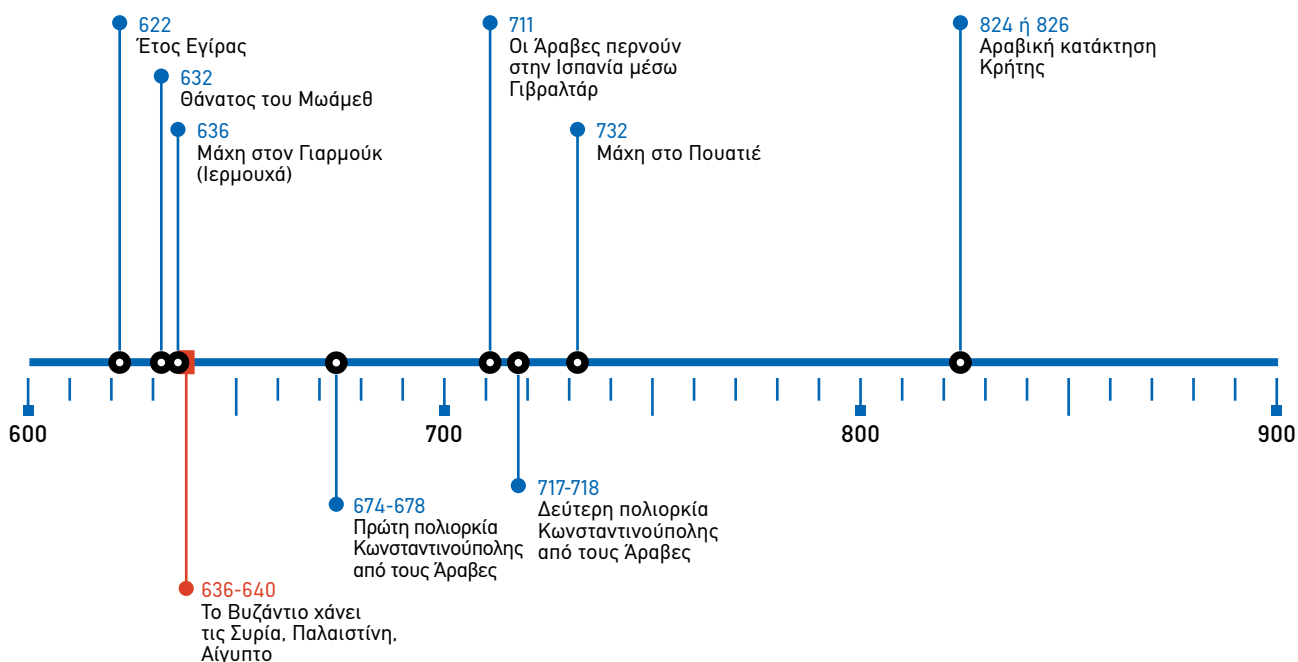 622
Έτος Εγίρας
632
Θάνατος του Μωάμεθ
636
Μάχη στον Γιαρμούκ
(Ιερμουχά)
711
Οι Άραβες περνούν
στην Ισπανία μέσω
Γιβραλτάρ
732
Μάχη στο Πουατιέ
824 ή 826
Αραβική κατάκτηση
Κρήτης
600
700
800
900
674-678
Πρώτη πολιορκία
Κωνσταντινούπολης
από τους Άραβες
717-718
Δεύτερη πολιορκία
Κωνσταντινούπολης
από τους Άραβες
636-640
Το Βυζάντιο χάνει
τις Συρία, Παλαιστίνη,
Αίγυπτο